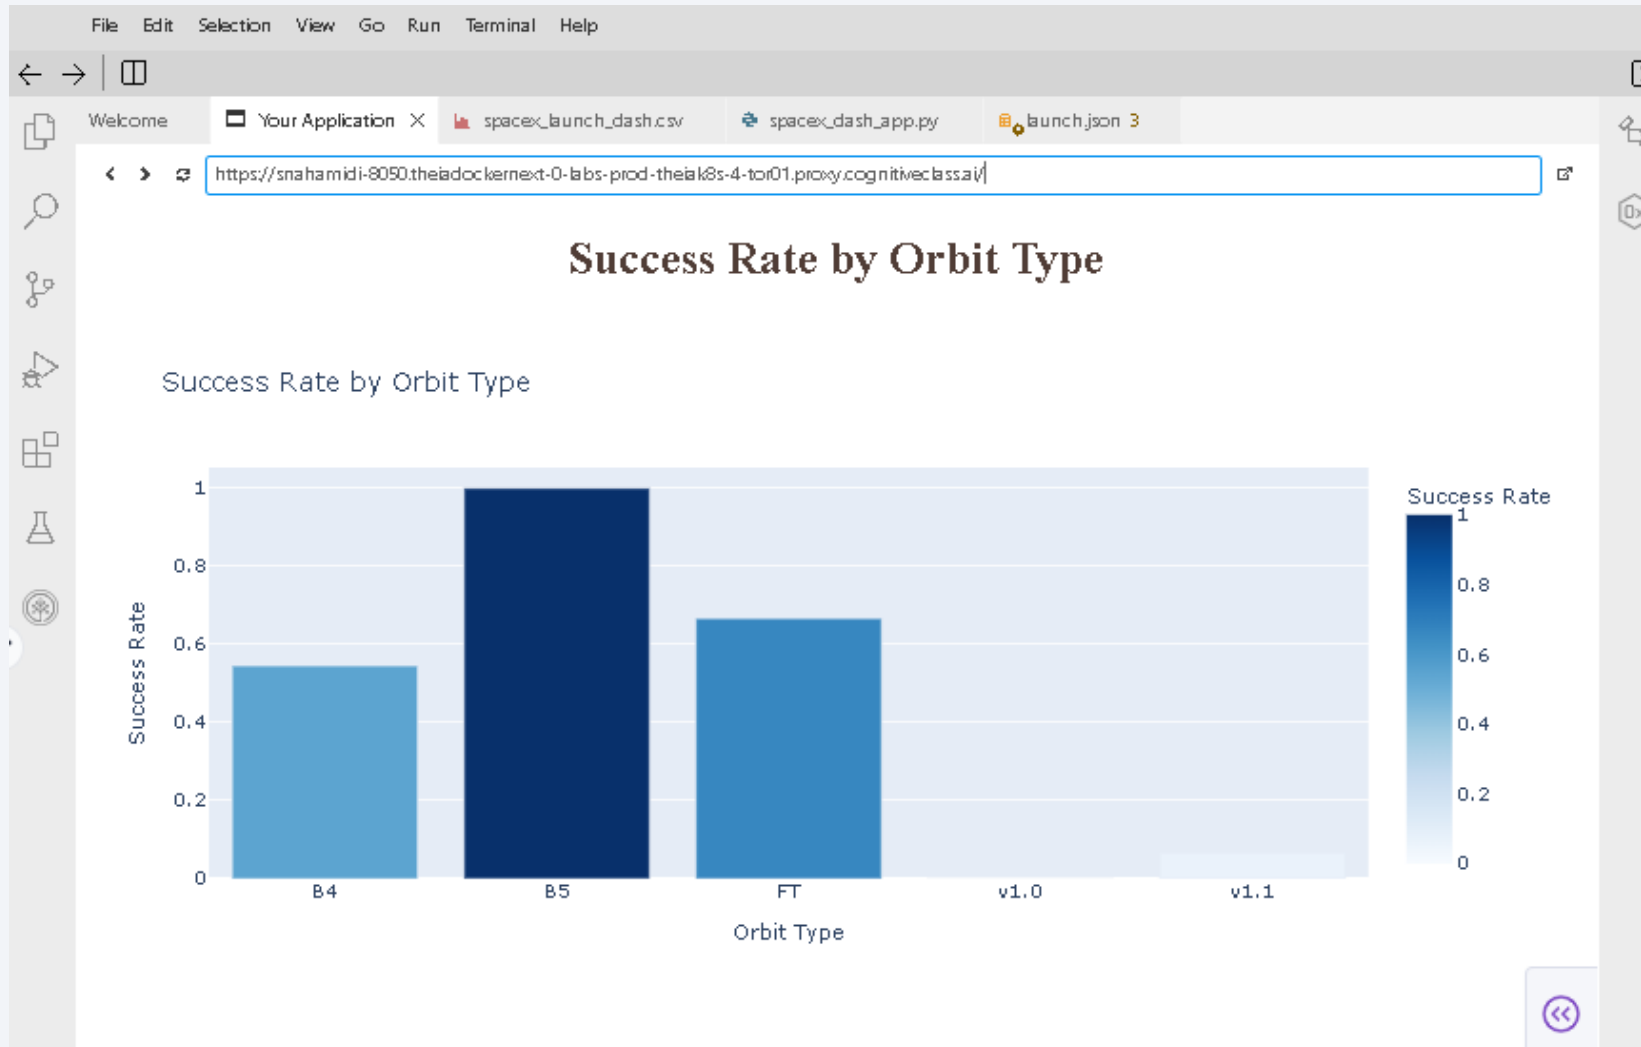 File Edit Selection View Go Run Terminal Help
Welcome Your Application spacex_launch_dash.csv spacex_dash_app.py launch.json 3
https://snahamidi-8050.theiadockernext-0-labs-prod-theiak8s-4-tor01.proxy.cognitiveclass.ai/
Success Rate by Orbit Type
Success Rate by Orbit Type
Success Rate
1
0.8
0.6
0.4
0.2
0
B4 B5 FT v1.0 v1.1
Orbit Type
Success Rate
1
0.8
0.6
0.4
0.2
0